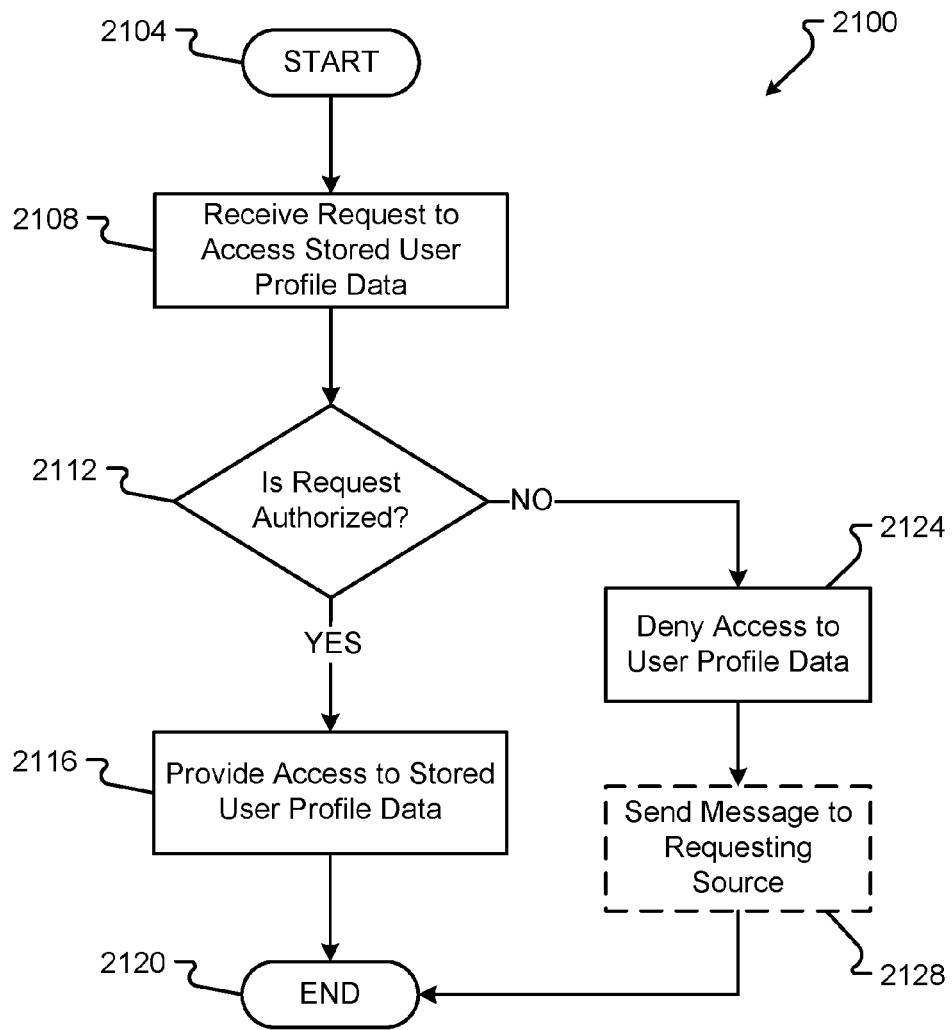 2104
START
2100
2108
Receive Request to
Access Stored User
Profile Data
2112
Is Request
Authorized?
NO
2124
YES
Deny Access to
User Profile Data
2116
Provide Access to Stored
User Profile Data
Send Message to
Requesting
Source
2120
END
2128